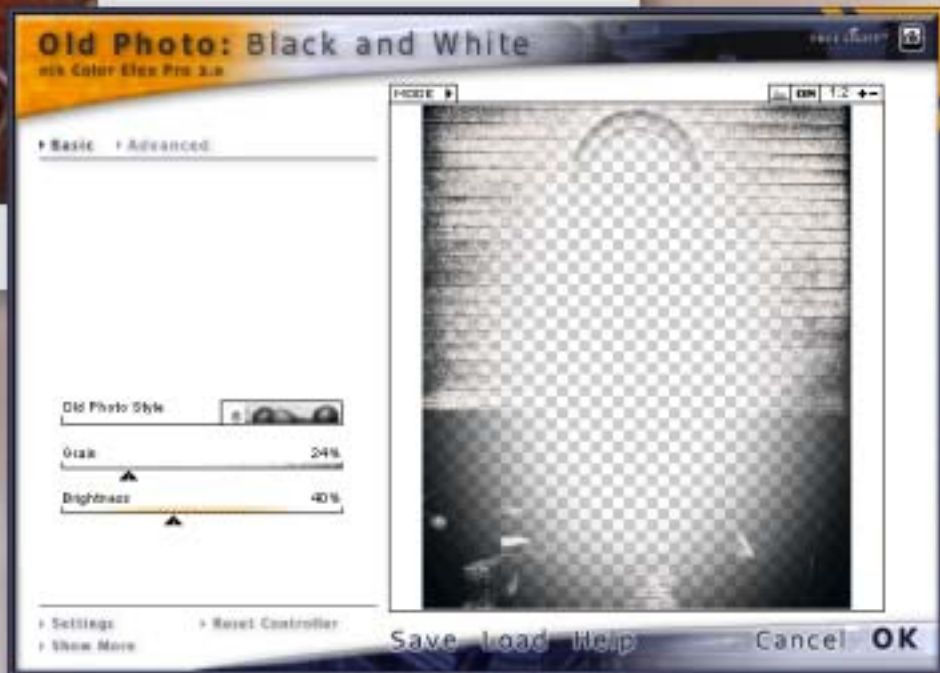 Old Photo: Black and White
nik Color Efex Pro 2.0
MODE
1:2 +-
Basic Advanced
Old Photo Style
Grain 24%
Brightness 40%
Settings Reset Controller
Show More
Save Load Help Cancel OK